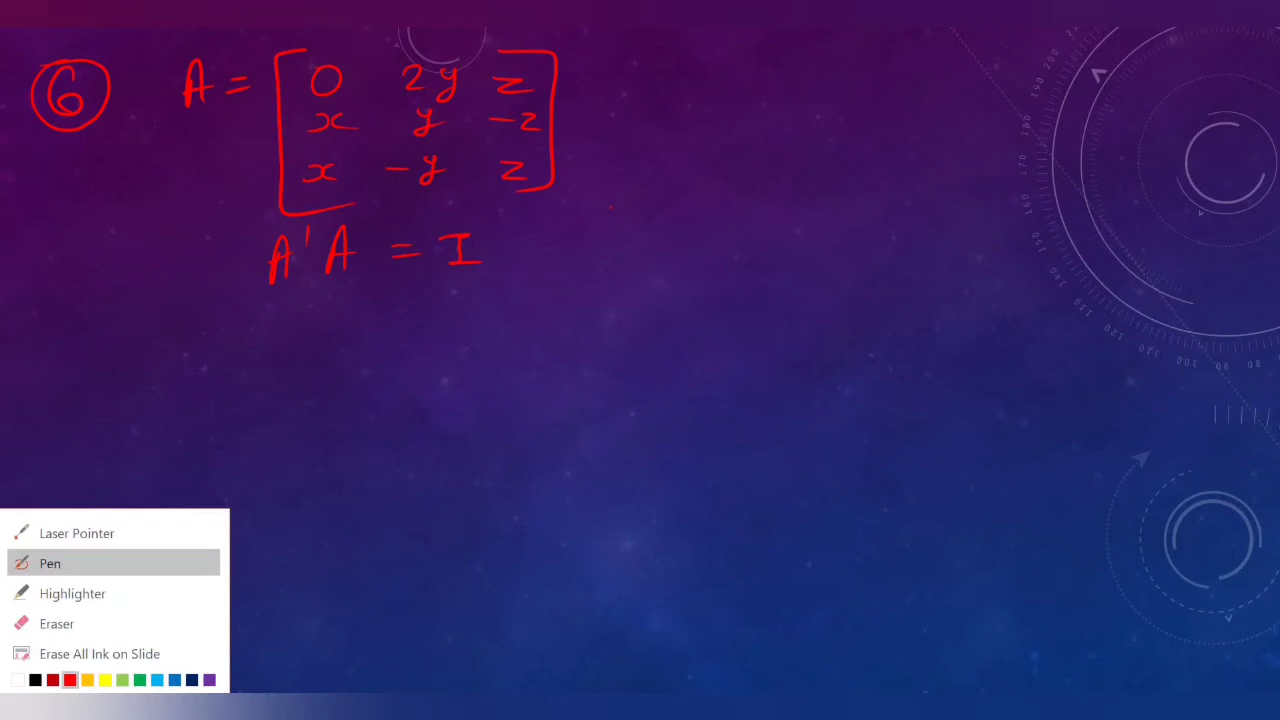 6 A = [ 0 2y z
x y -z
x -y z ]
A' A = I
Laser Pointer
Pen
Highlighter
Eraser
Erase All Ink on Slide